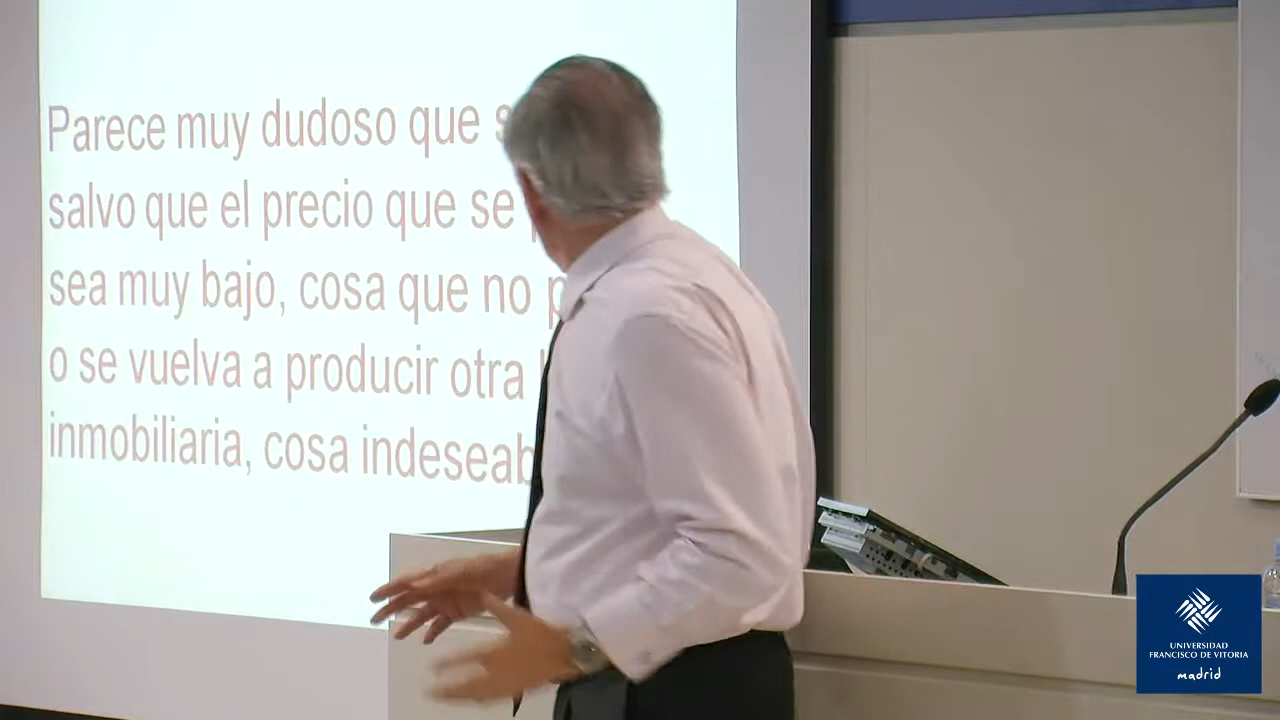 Parece muy dudoso que
salvo que el precio que se
sea muy bajo, cosa que no
o se vuelva a producir otra
inmobiliaria, cosa
UNIVERSIDAD
FRANCISCO DE VITORIA
madrid